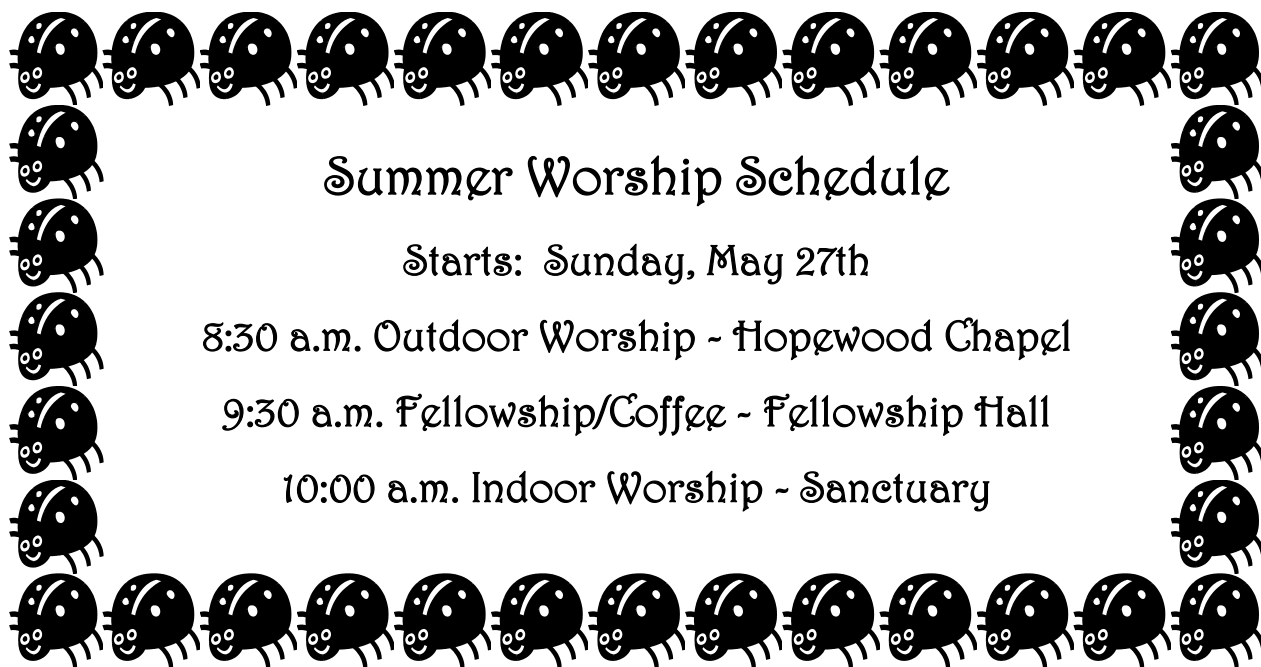 Summer Worship Schedule
Starts:  Sunday, May 27th
8:30 a.m. Outdoor Worship ~ Hopewood Chapel
9:30 a.m. Fellowship/Coffee ~ Fellowship Hall
10:00 a.m. Indoor Worship ~ Sanctuary